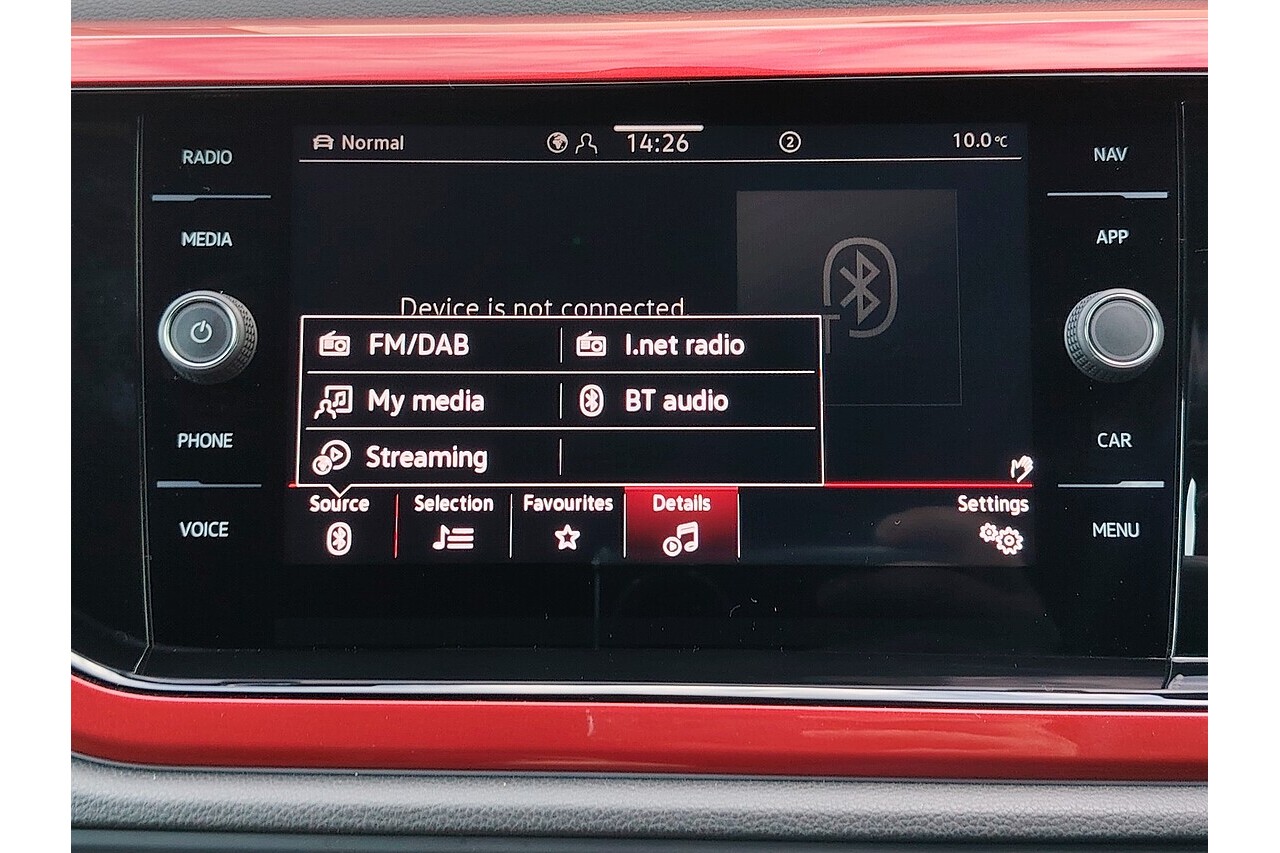 RADIO
MEDIA
PHONE
VOICE
Normal
14:26
2
10.0°C
Device is not connected.
T
FM/DAB
I.net radio
My media
BT audio
Streaming
Source
Selection
Favourites
Details
Settings
NAV
APP
CAR
MENU